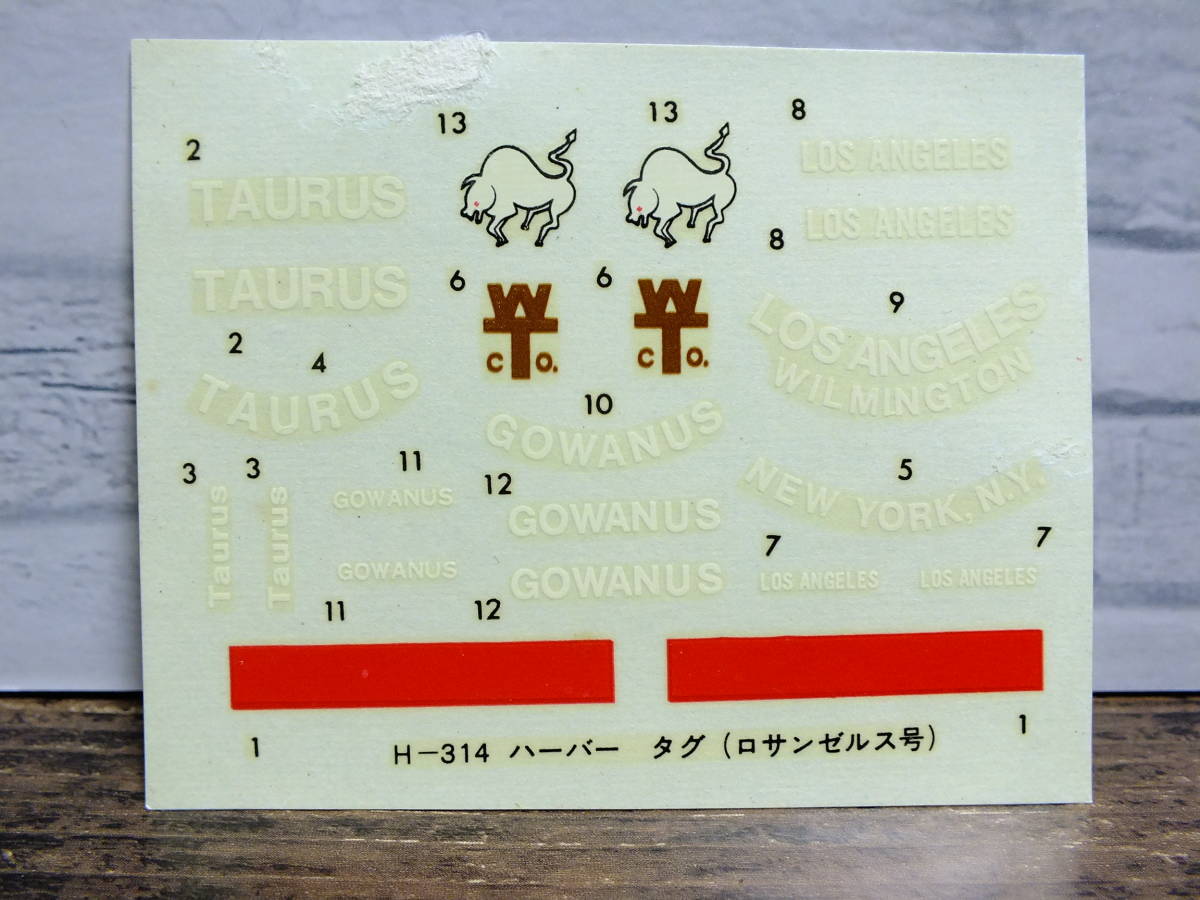 13
13
8
2
LOS ANGELES
TAURUS
LOS ANGELES
8
6
6
TAURUS
W
T
CO.
W
T
CO.
9
LOS ANGELES
WILMINGTON
2
4
TAURUS
10
GOWANUS
3
3
11
12
5
NEW YORK, N.Y.
GOWANUS
GOWANUS
Taurus
Taurus
7
7
GOWANUS
GOWANUS
LOS ANGELES
LOS ANGELES
11
12
1
H-314 ハーバー タグ (ロサンゼルス号)
1